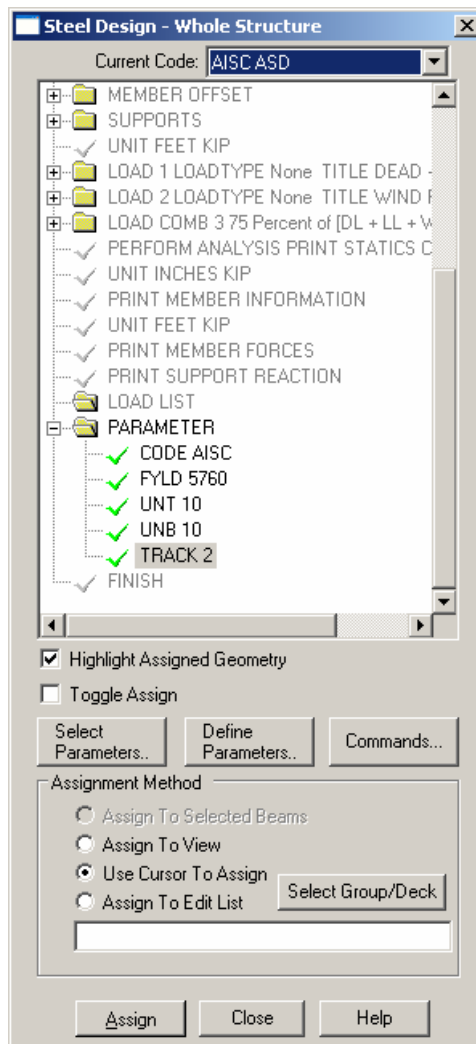 Steel Design - Whole Structure
Current Code: AISC ASD
MEMBER OFFSET
SUPPORTS
UNIT FEET KIP
LOAD 1 LOADTYPE None TITLE DEAD -
LOAD 2 LOADTYPE None TITLE WIND F
LOAD COMB 3 75 Percent of [DL + LL + W
PERFORM ANALYSIS PRINT STATICS C
UNIT INCHES KIP
PRINT MEMBER INFORMATION
UNIT FEET KIP
PRINT MEMBER FORCES
PRINT SUPPORT REACTION
LOAD LIST
PARAMETER
CODE AISC
FYLD 5760
UNT 10
UNB 10
TRACK 2
FINISH
Highlight Assigned Geometry
Toggle Assign
Select Parameters.. Define Parameters.. Commands...
Assignment Method
Assign To Selected Beams
Assign To View
Use Cursor To Assign
Assign To Edit List
Select Group/Deck
Assign Close Help